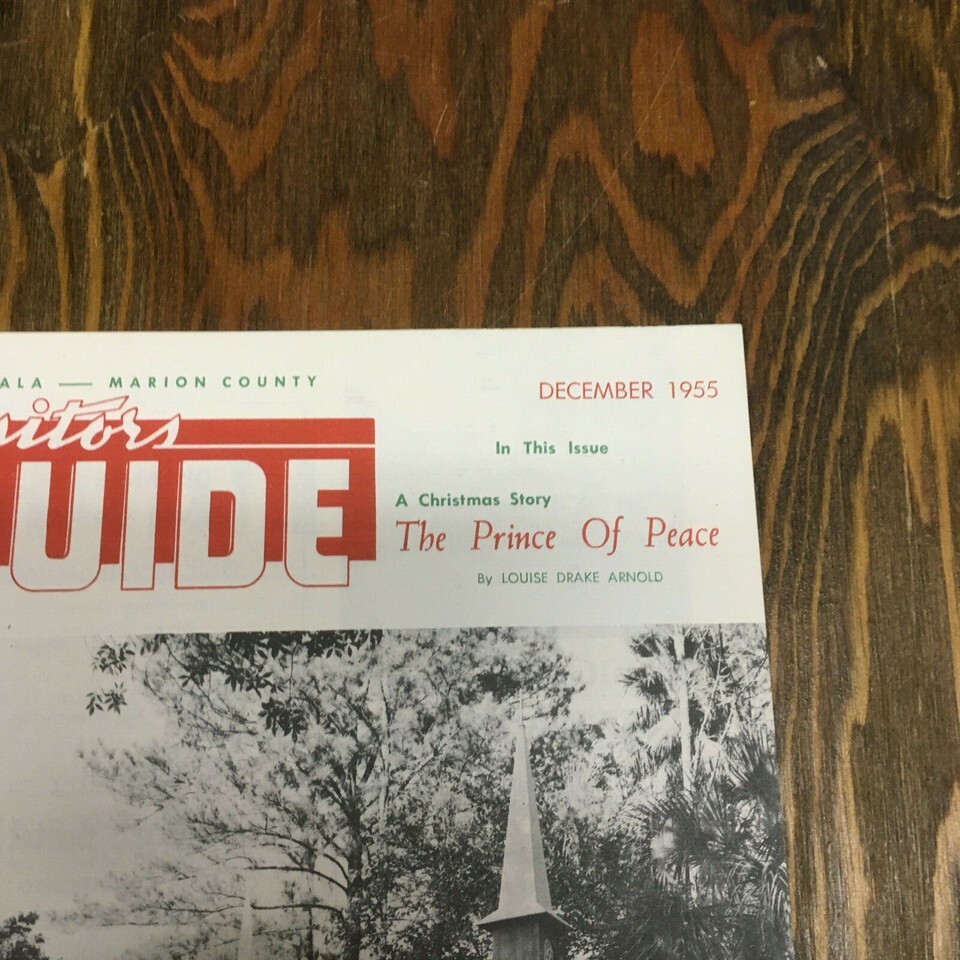 ALA — MARION COUNTY
DECEMBER 1955
sitors
UIDE
In This Issue
A Christmas Story
The Prince Of Peace
By LOUISE DRAKE ARNOLD